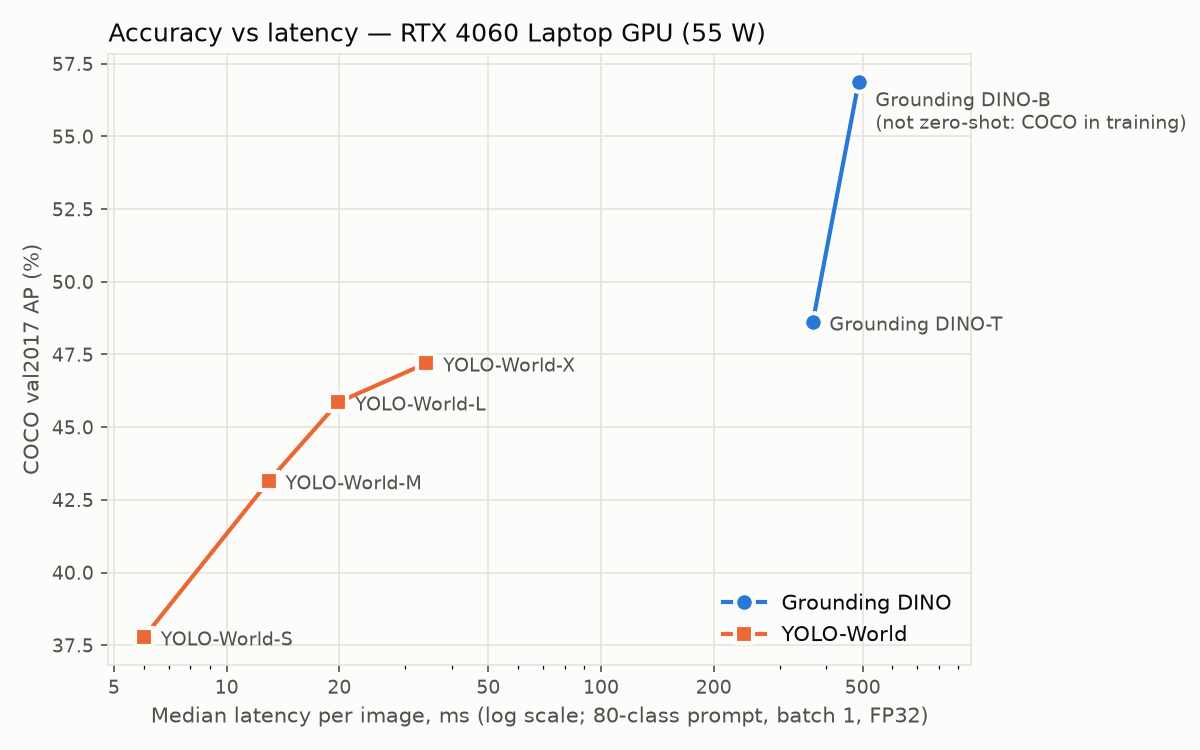 Accuracy vs latency — RTX 4060 Laptop GPU (55 W)
57.5
55.0
52.5
50.0
47.5
45.0
42.5
40.0
37.5
COCO val2017 AP (%)
Grounding DINO-B
(not zero-shot: COCO in training)
Grounding DINO-T
YOLO-World-X
YOLO-World-L
YOLO-World-M
YOLO-World-S
Grounding DINO
YOLO-World
5 10 20 50 100 200 500
Median latency per image, ms (log scale; 80-class prompt, batch 1, FP32)